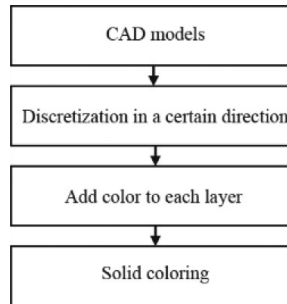 CAD models
Discretization in a certain direction
Add color to each layer
Solid coloring